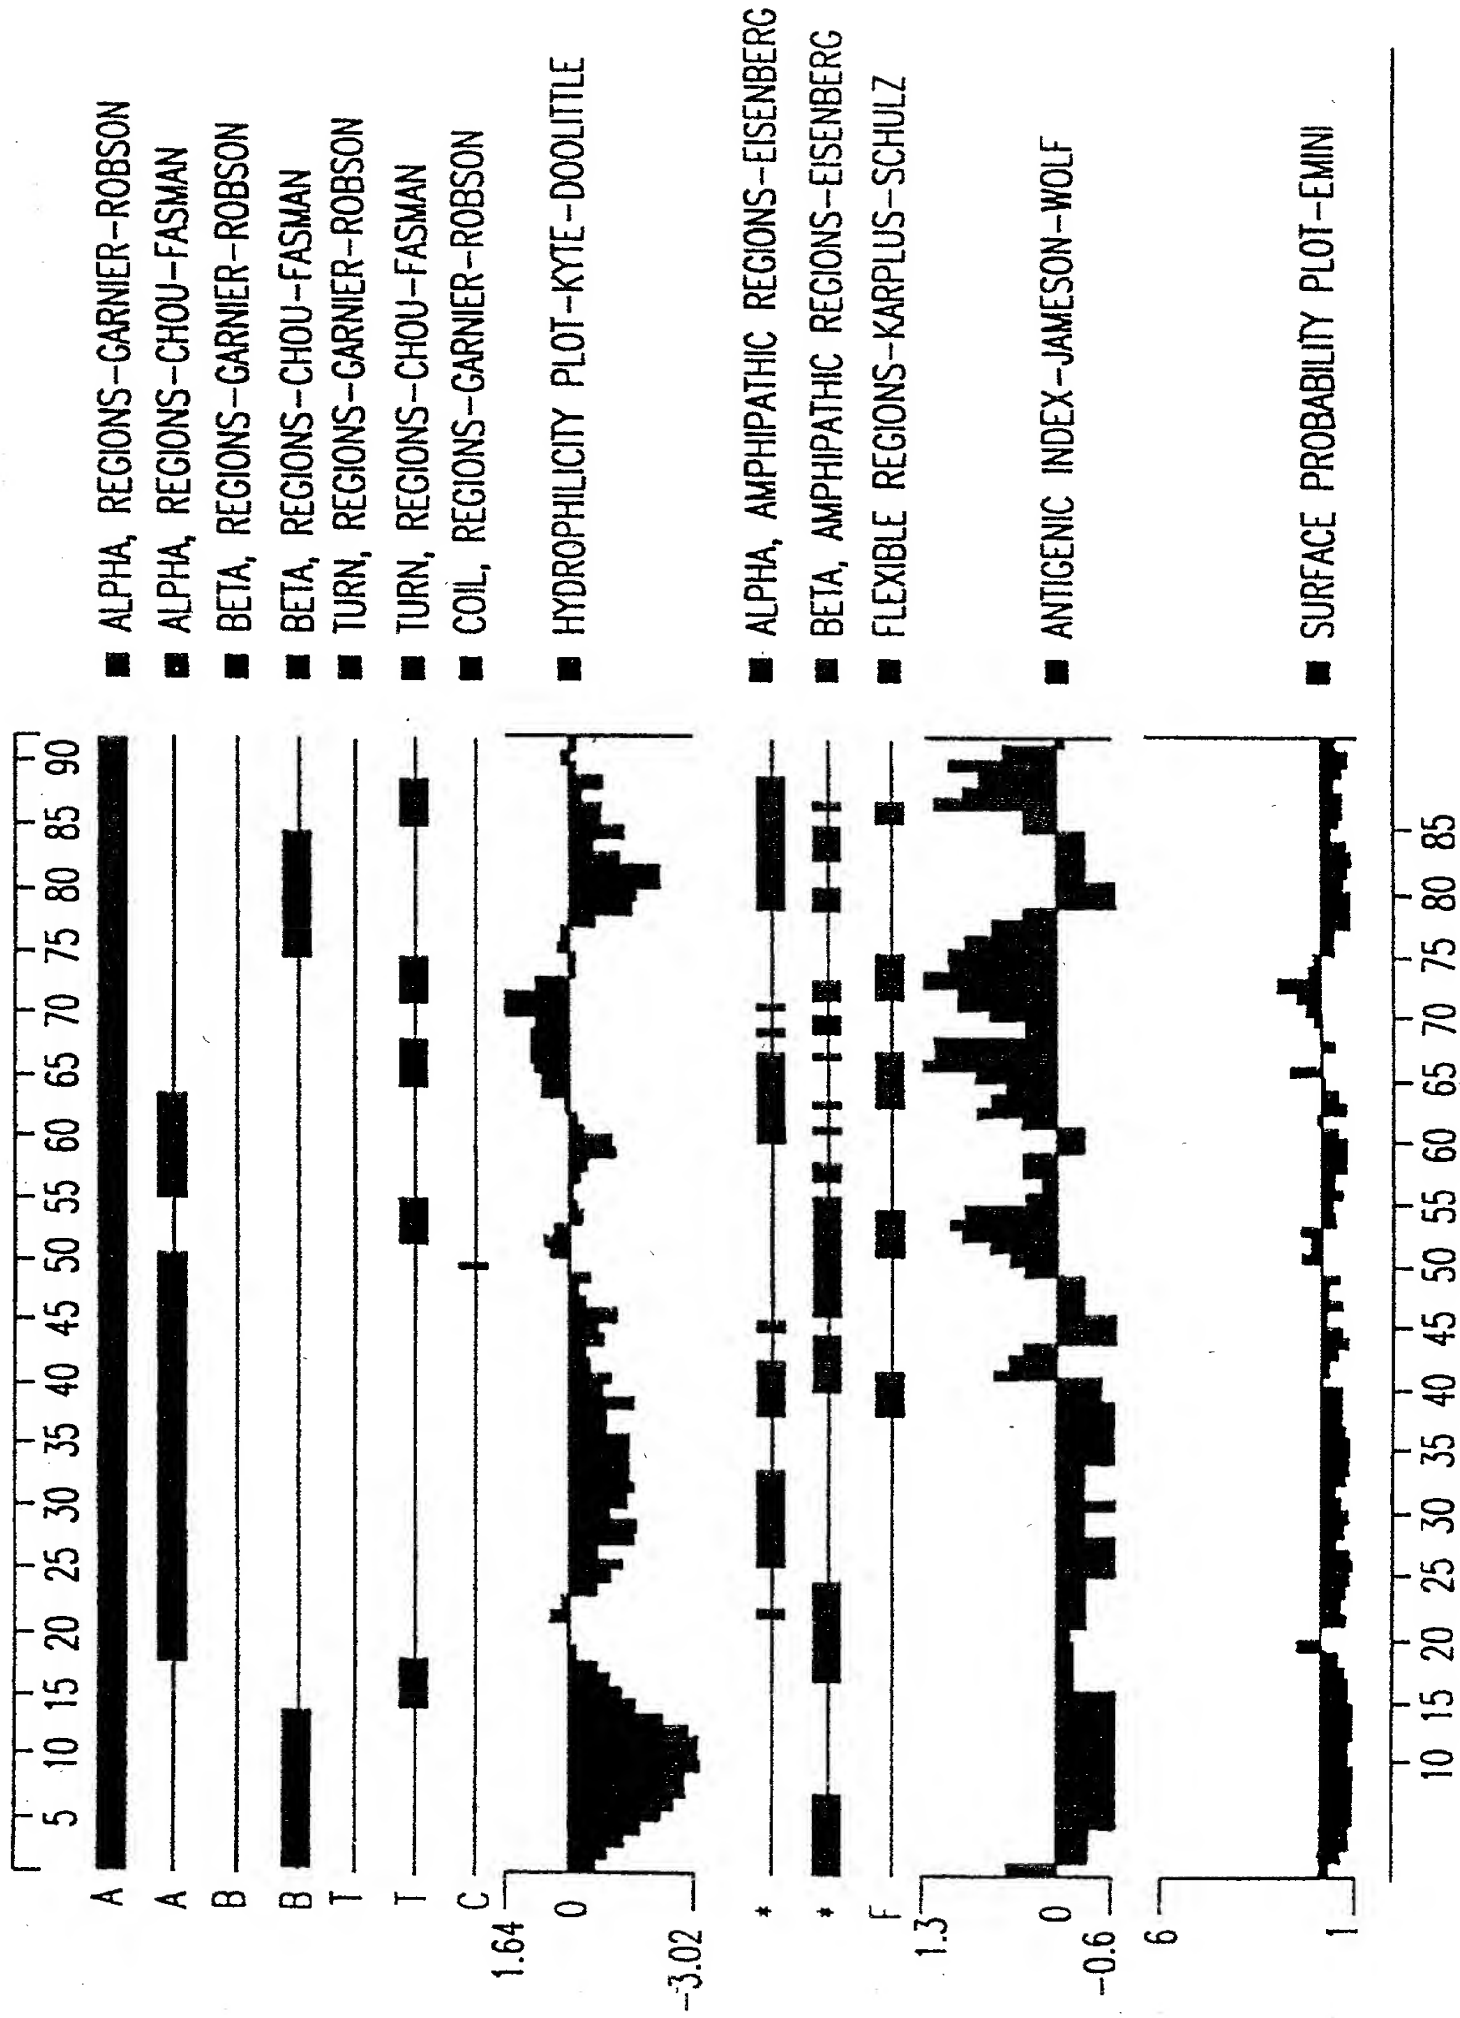 5 10 15 20 25 30 35 40 45 50 55 60 65 70 75 80 85 90
A ■ ALPHA, REGIONS-GARNIER-ROBSON
A ■ ALPHA, REGIONS-CHOU-FASMAN
B ■ BETA, REGIONS-GARNIER-ROBSON
B ■ BETA, REGIONS-CHOU-FASMAN
T ■ TURN, REGIONS-GARNIER-ROBSON
T ■ TURN, REGIONS-CHOU-FASMAN
C ■ COIL, REGIONS-GARNIER-ROBSON
1.64
0 ■ HYDROPHILICITY PLOT-KYTE-DOOLITTLE
-3.02
* ■ ALPHA, AMPHIPATHIC REGIONS-EISENBERG
* ■ BETA, AMPHIPATHIC REGIONS-EISENBERG
F ■ FLEXIBLE REGIONS-KARPLUS-SCHULZ
1.3
0 ■ ANTIGENIC INDEX-JAMESON-WOLF
-0.6
6
■ SURFACE PROBABILITY PLOT-EMINI
1
10 15 20 25 30 35 40 45 50 55 60 65 70 75 80 85